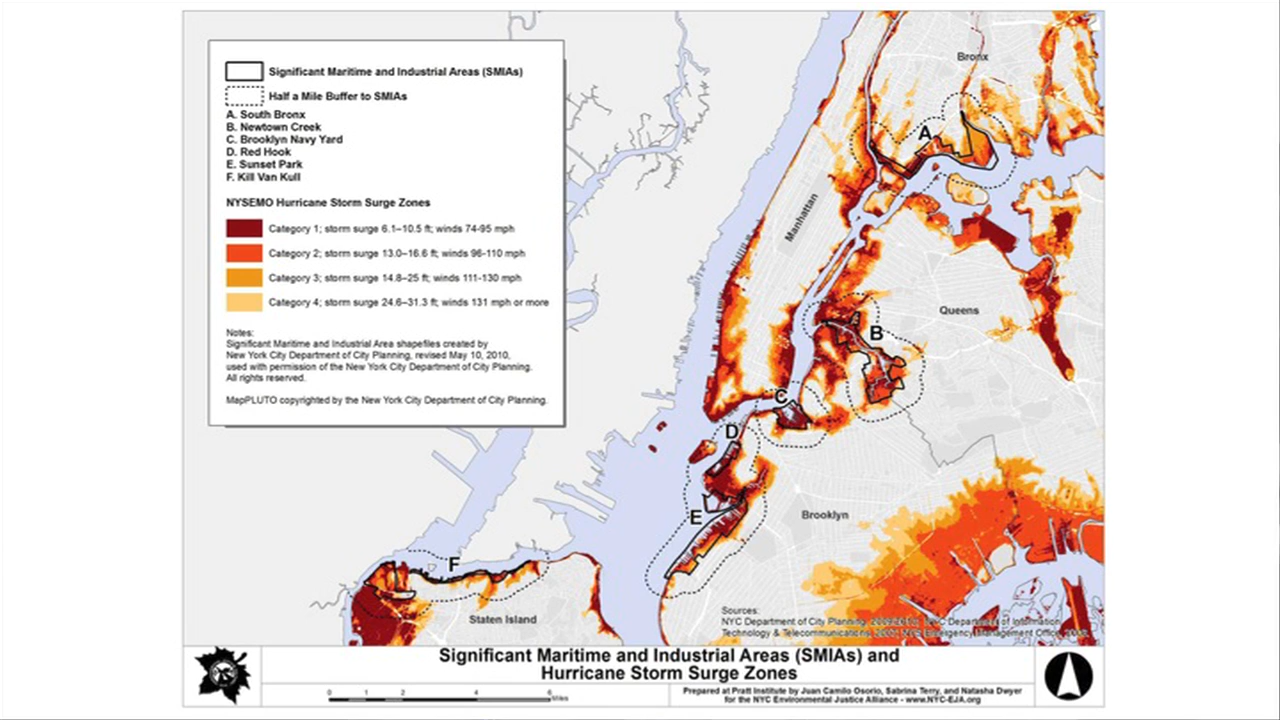 Significant Maritime and Industrial Areas (SMIAs)
Half a Mile Buffer to SMIAs
A. South Bronx
B. Newtown Creek
C. Brooklyn Navy Yard
D. Red Hook
E. Sunset Park
F. Kill Van Kull
NYSEMO Hurricane Storm Surge Zones
Category 1; storm surge 6.1–10.5 ft; winds 74-95 mph
Category 2; storm surge 13.0–16.6 ft; winds 96-110 mph
Category 3; storm surge 14.8–25 ft; winds 111-130 mph
Category 4; storm surge 24.6–31.3 ft; winds 131 mph or more
Notes:
Significant Maritime and Industrial Area shapefiles created by
New York City Department of City Planning, revised May 10, 2010,
used with permission of the New York City Department of City Planning.
All rights reserved.
MapPLUTO copyrighted by the New York City Department of City Planning.
Bronx
A
Manhattan
Queens
B
C
D
E
Brooklyn
F
Staten Island
Sources:
NYC Department of City Planning, Department of Information
Technology & Telecommunications, Emergency Management Office,
Significant Maritime and Industrial Areas (SMIAs) and
Hurricane Storm Surge Zones
0 1 2 4 6 Miles
Prepared at Pratt Institute by Juan Camilo Osorio, Sabrina Terry, and Natasha Dwyer
for the NYC Environmental Justice Alliance - www.NYC-EJA.org